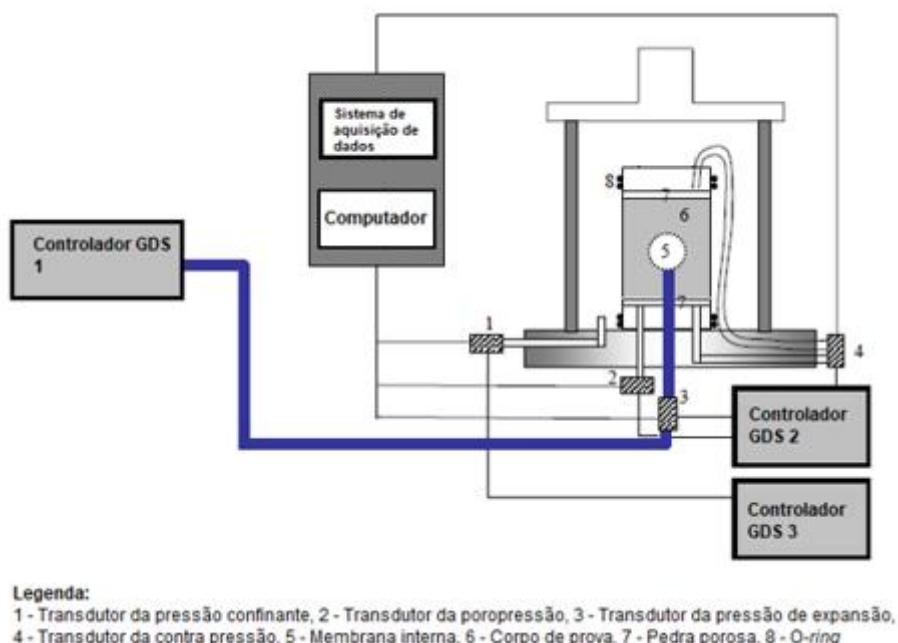 Sistema de
aquisição de
dados
Computador
Controlador GDS
1
8
7
6
5
7
1
2
3
4
Controlador
GDS 2
Controlador
GDS 3
Legenda:
1 - Transdutor da pressão confinante, 2 - Transdutor da poropressão, 3 - Transdutor da pressão de expansão,
4 - Transdutor da contra pressão, 5 - Membrana interna, 6 - Corpo de prova, 7 - Pedra porosa, 8 - O-ring